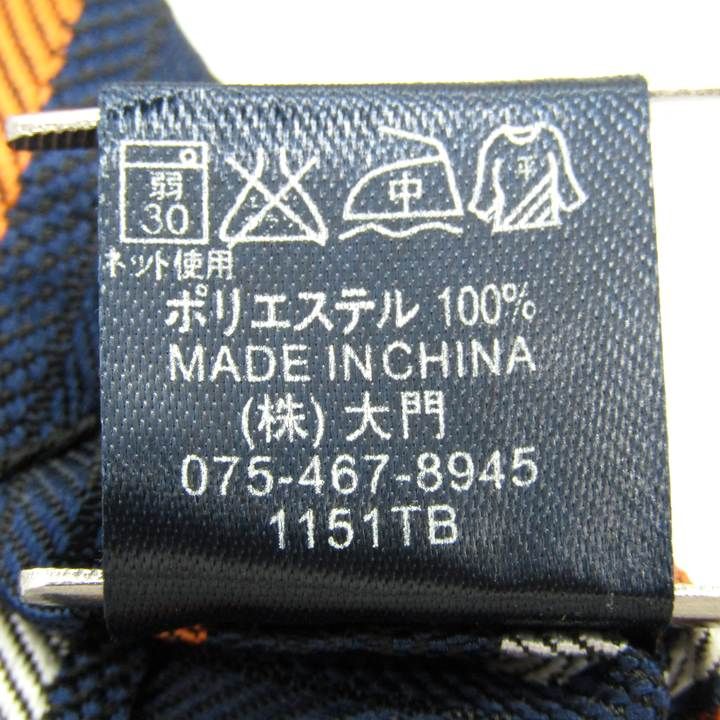 弱
30
中
平
ネット使用
ポリエステル 100%
MADE IN CHINA
(株) 大門
075-467-8945
1151TB